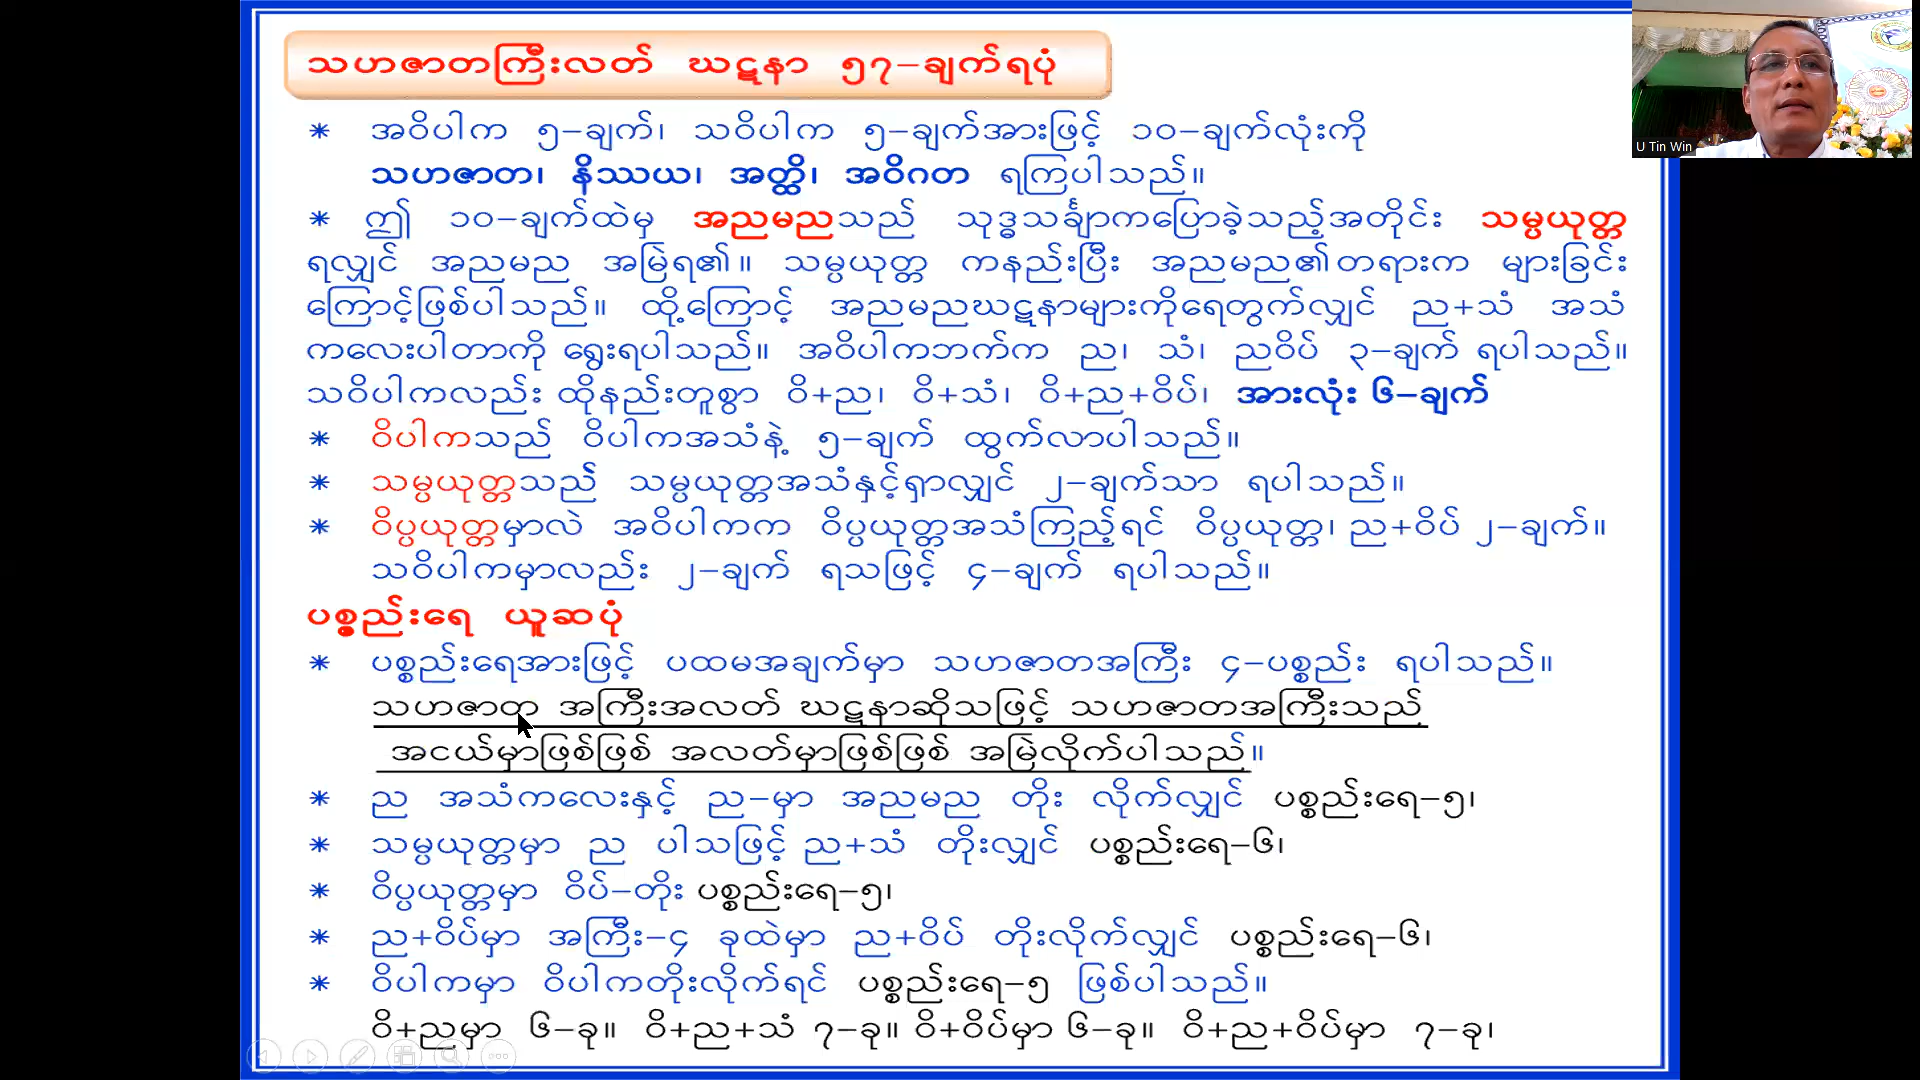 သဟဇာတကြီးလတ် ဃဋနာ ၅၇–ချက်ရပုံ
* အဝိပါက ၅–ချက်၊ သဝိပါက ၅–ချက်အားဖြင့် ၁၀–ချက်လုံးကို
သဟဇာတ၊ နိဿယ၊ အတ္ထိ၊ အဝိဂတ ရကြပါသည်။
* ဤ ၁၀–ချက်ထဲမှ အညမညသည် သုဒ္ဓသင်္ချာကပြောခဲ့သည့်အတိုင်း သမ္ပယုတ္တ
ရလျှင် အညမည အမြဲရ၏။ သမ္ပယုတ္တ ကနည်းပြီး အညမည၏တရားက များခြင်း
ကြောင့်ဖြစ်ပါသည်။ ထို့ကြောင့် အညမညဃဋနာများကိုရေတွက်လျှင် ည+သံ အသံ
ကလေးပါတာကို ရွေးရပါသည်။ အဝိပါကဘက်က ည၊ သံ၊ ညဝိပ် ၃–ချက် ရပါသည်။
သဝိပါကလည်း ထိုနည်းတူစွာ ဝိ+ည၊ ဝိ+သံ၊ ဝိ+ည+ဝိပ်၊ အားလုံး ၆–ချက်
* ဝိပါကသည် ဝိပါကအသံနဲ့ ၅–ချက် ထွက်လာပါသည်။
* သမ္ပယုတ္တသည် သမ္ပယုတ္တအသံနှင့်ရှာလျှင် ၂–ချက်သာ ရပါသည်။
* ဝိပ္ပယုတ္တမှာလဲ အဝိပါကက ဝိပ္ပယုတ္တအသံကြည့်ရင် ဝိပ္ပယုတ္တ၊ ည+ဝိပ် ၂–ချက်။
သဝိပါကမှာလည်း ၂–ချက် ရသဖြင့် ၄–ချက် ရပါသည်။
ပစ္စည်းရေ ယူဆပုံ
* ပစ္စည်းရေအားဖြင့် ပထမအချက်မှာ သဟဇာတအကြီး ၄–ပစ္စည်း ရပါသည်။
သဟဇာတ အကြီးအလတ် ဃဋနာဆိုသဖြင့် သဟဇာတအကြီးသည်
အငယ်မှာဖြစ်ဖြစ် အလတ်မှာဖြစ်ဖြစ် အမြဲလိုက်ပါသည်။
* ည အသံကလေးနှင့် ည–မှာ အညမည တိုး လိုက်လျှင် ပစ္စည်းရေ–၅၊
* သမ္ပယုတ္တမှာ ည ပါသဖြင့် ည+သံ တိုးလျှင် ပစ္စည်းရေ–၆၊
* ဝိပ္ပယုတ္တမှာ ဝိပ်–တိုး ပစ္စည်းရေ–၅၊
* ည+ဝိပ်မှာ အကြီး–၄ ခုထဲမှာ ည+ဝိပ် တိုးလိုက်လျှင် ပစ္စည်းရေ–၆၊
* ဝိပါကမှာ ဝိပါကတိုးလိုက်ရင် ပစ္စည်းရေ–၅ ဖြစ်ပါသည်။
ဝိ+ညမှာ ၆–ခု။ ဝိ+ည+သံ ၇–ခု။ ဝိ+ဝိပ်မှာ ၆–ခု။ ဝိ+ည+ဝိပ်မှာ ၇–ခု၊
U Tin Win